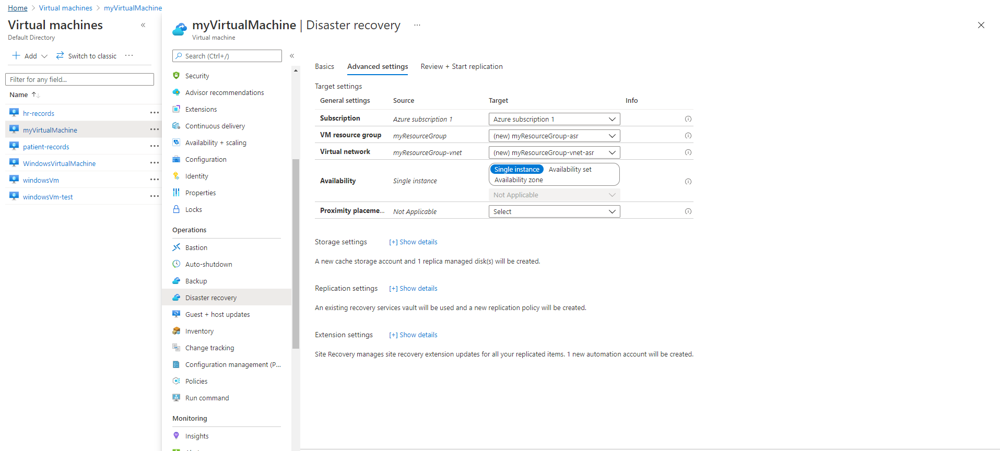 Home > Virtual machines > myVirtualMachine
Virtual machines «
Default Directory
+ Add Switch to classic ...
Filter for any field...
Name ↑↓
hr-records ...
myVirtualMachine ...
patient-records ...
WindowsVirtualMachine ...
windowsVm ...
windowsVm-test ...
myVirtualMachine | Disaster recovery ...
Virtual machine
Search (Ctrl+/) «
Security
Advisor recommendations
Extensions
Continuous delivery
Availability + scaling
Configuration
Identity
Properties
Locks
Operations
Bastion
Auto-shutdown
Backup
Disaster recovery
Guest + host updates
Inventory
Change tracking
Configuration management (P...
Policies
Run command
Monitoring
Insights
Basics Advanced settings Review + Start replication
Target settings
General settings Source Target Info
Subscription Azure subscription 1 Azure subscription 1
VM resource group myResourceGroup (new) myResourceGroup-asr
Virtual network myResourceGroup-vnet (new) myResourceGroup-vnet-asr
Availability Single instance Single instance Availability set
Availability zone
Not Applicable
Proximity placeme... Not Applicable Select
Storage settings [+] Show details
A new cache storage account and 1 replica managed disk(s) will be created.
Replication settings [+] Show details
An existing recovery services vault will be used and a new replication policy will be created.
Extension settings [+] Show details
Site Recovery manages site recovery extension updates for all your replicated items. 1 new automation account will be created.